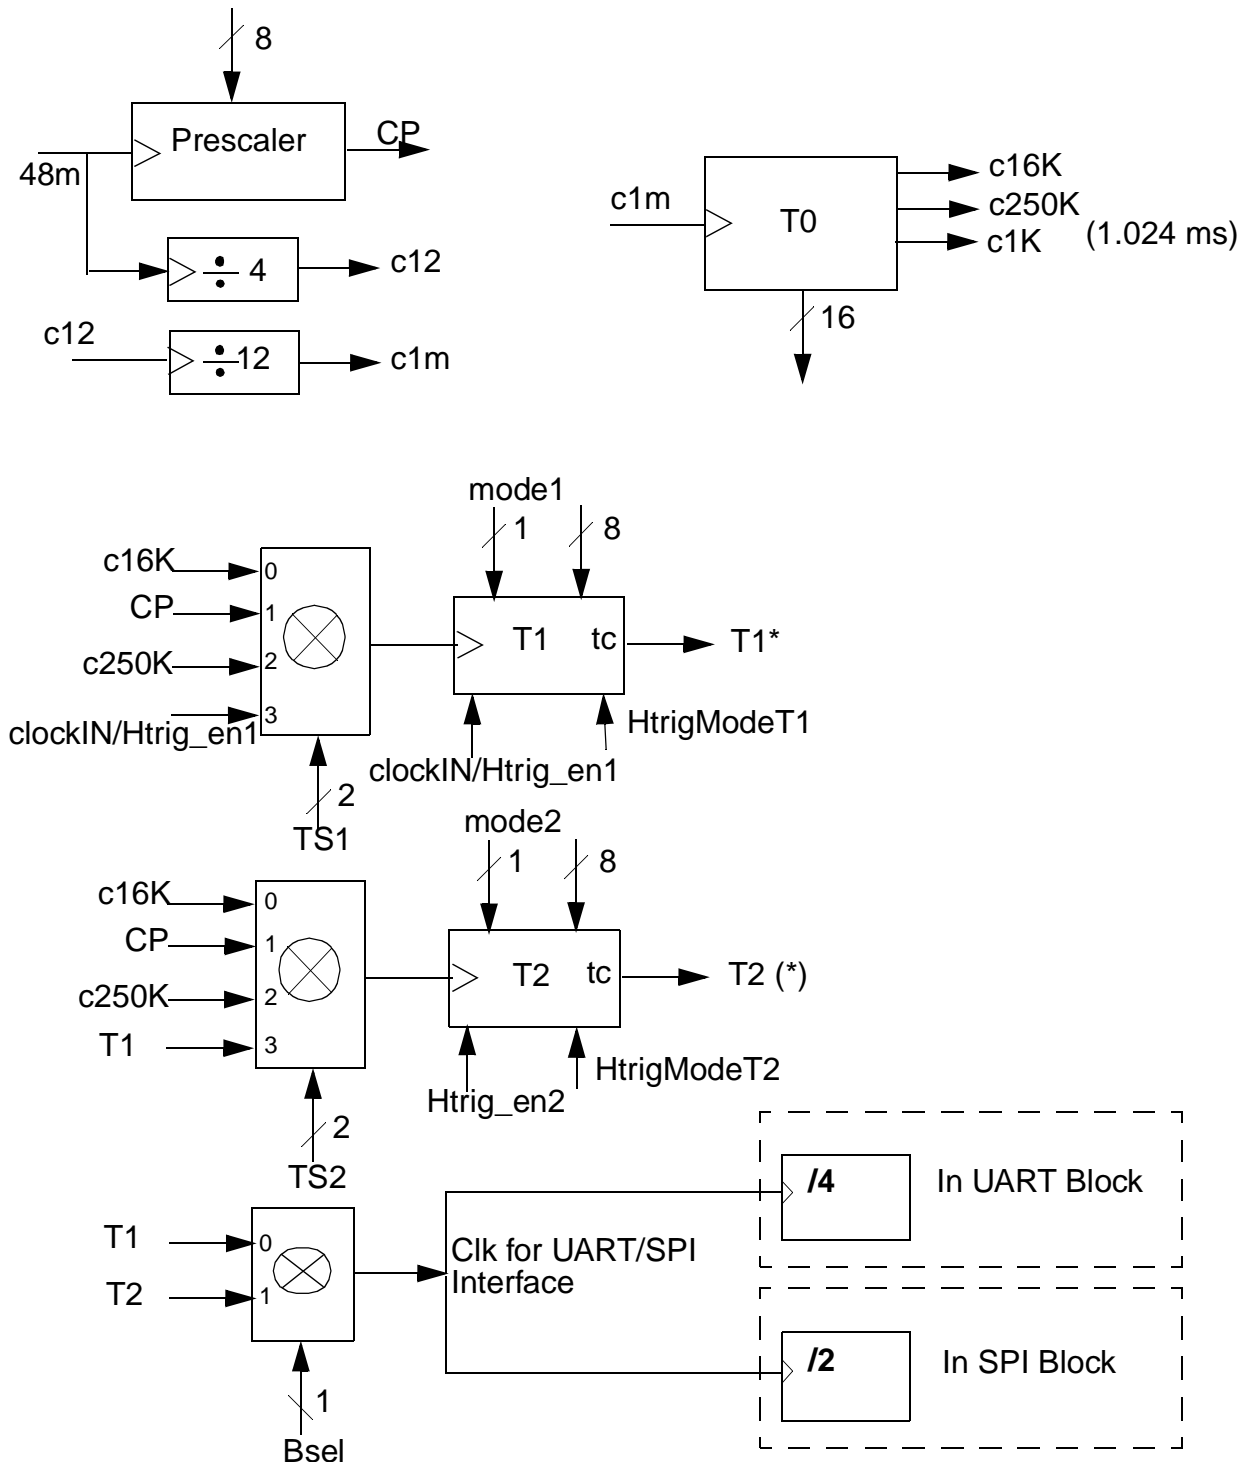 8
Prescaler
CP
48m
÷ 4
c12
c12
÷ 12
c1m
c1m
T0
c16K
c250K
c1K
(1.024 ms)
16
mode1
1
8
c16K
0
CP
1
c250K
2
clockIN/Htrig_en1
3
T1
tc
T1*
HtrigModeT1
clockIN/Htrig_en1
2
TS1
mode2
1
8
c16K
0
CP
1
c250K
2
T1
3
T2
tc
T2 (*)
HtrigModeT2
Htrig_en2
2
TS2
T1
0
T2
1
Clk for UART/SPI
Interface
1
Bsel
/4
In UART Block
/2
In SPI Block